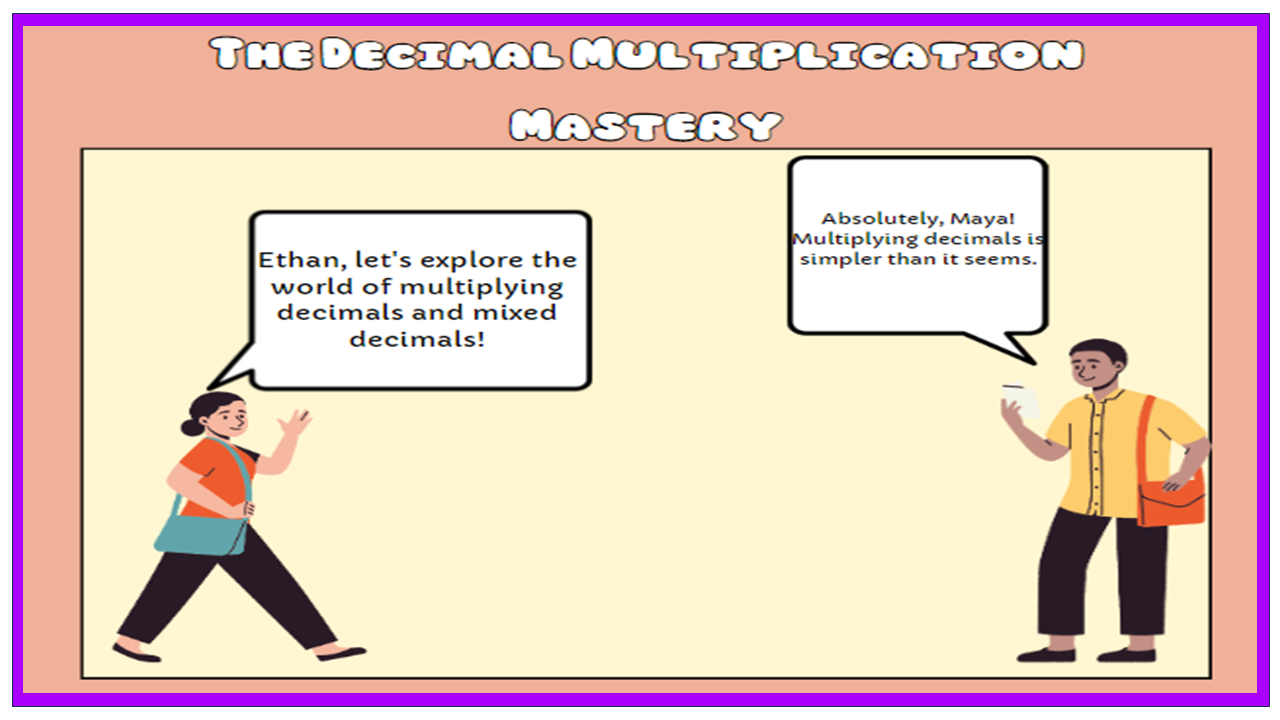 The Decimal Multiplication
Mastery
Ethan, let's explore the
world of multiplying
decimals and mixed
decimals!
Absolutely, Maya!
Multiplying decimals is
simpler than it seems.